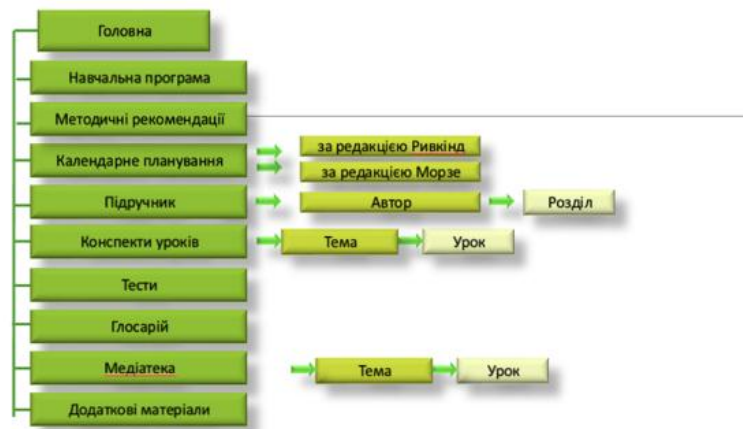 Головна
Навчальна програма
Методичні рекомендації
Календарне планування
за редакцією Ривкінд
за редакцією Морзе
Підручник
Автор
Розділ
Конспекти уроків
Тема
Урок
Тести
Глосарій
Медіатека
Тема
Урок
Додаткові матеріали